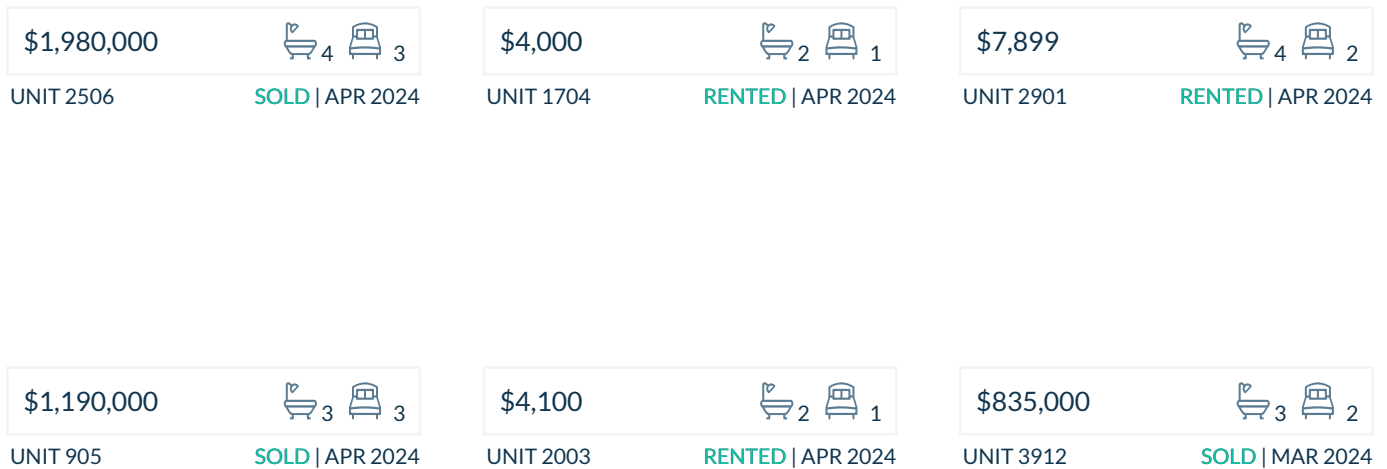 $1,980,000 4 3
UNIT 2506 SOLD | APR 2024
$4,000 2 1
UNIT 1704 RENTED | APR 2024
$7,899 4 2
UNIT 2901 RENTED | APR 2024
$1,190,000 3 3
UNIT 905 SOLD | APR 2024
$4,100 2 1
UNIT 2003 RENTED | APR 2024
$835,000 3 2
UNIT 3912 SOLD | MAR 2024